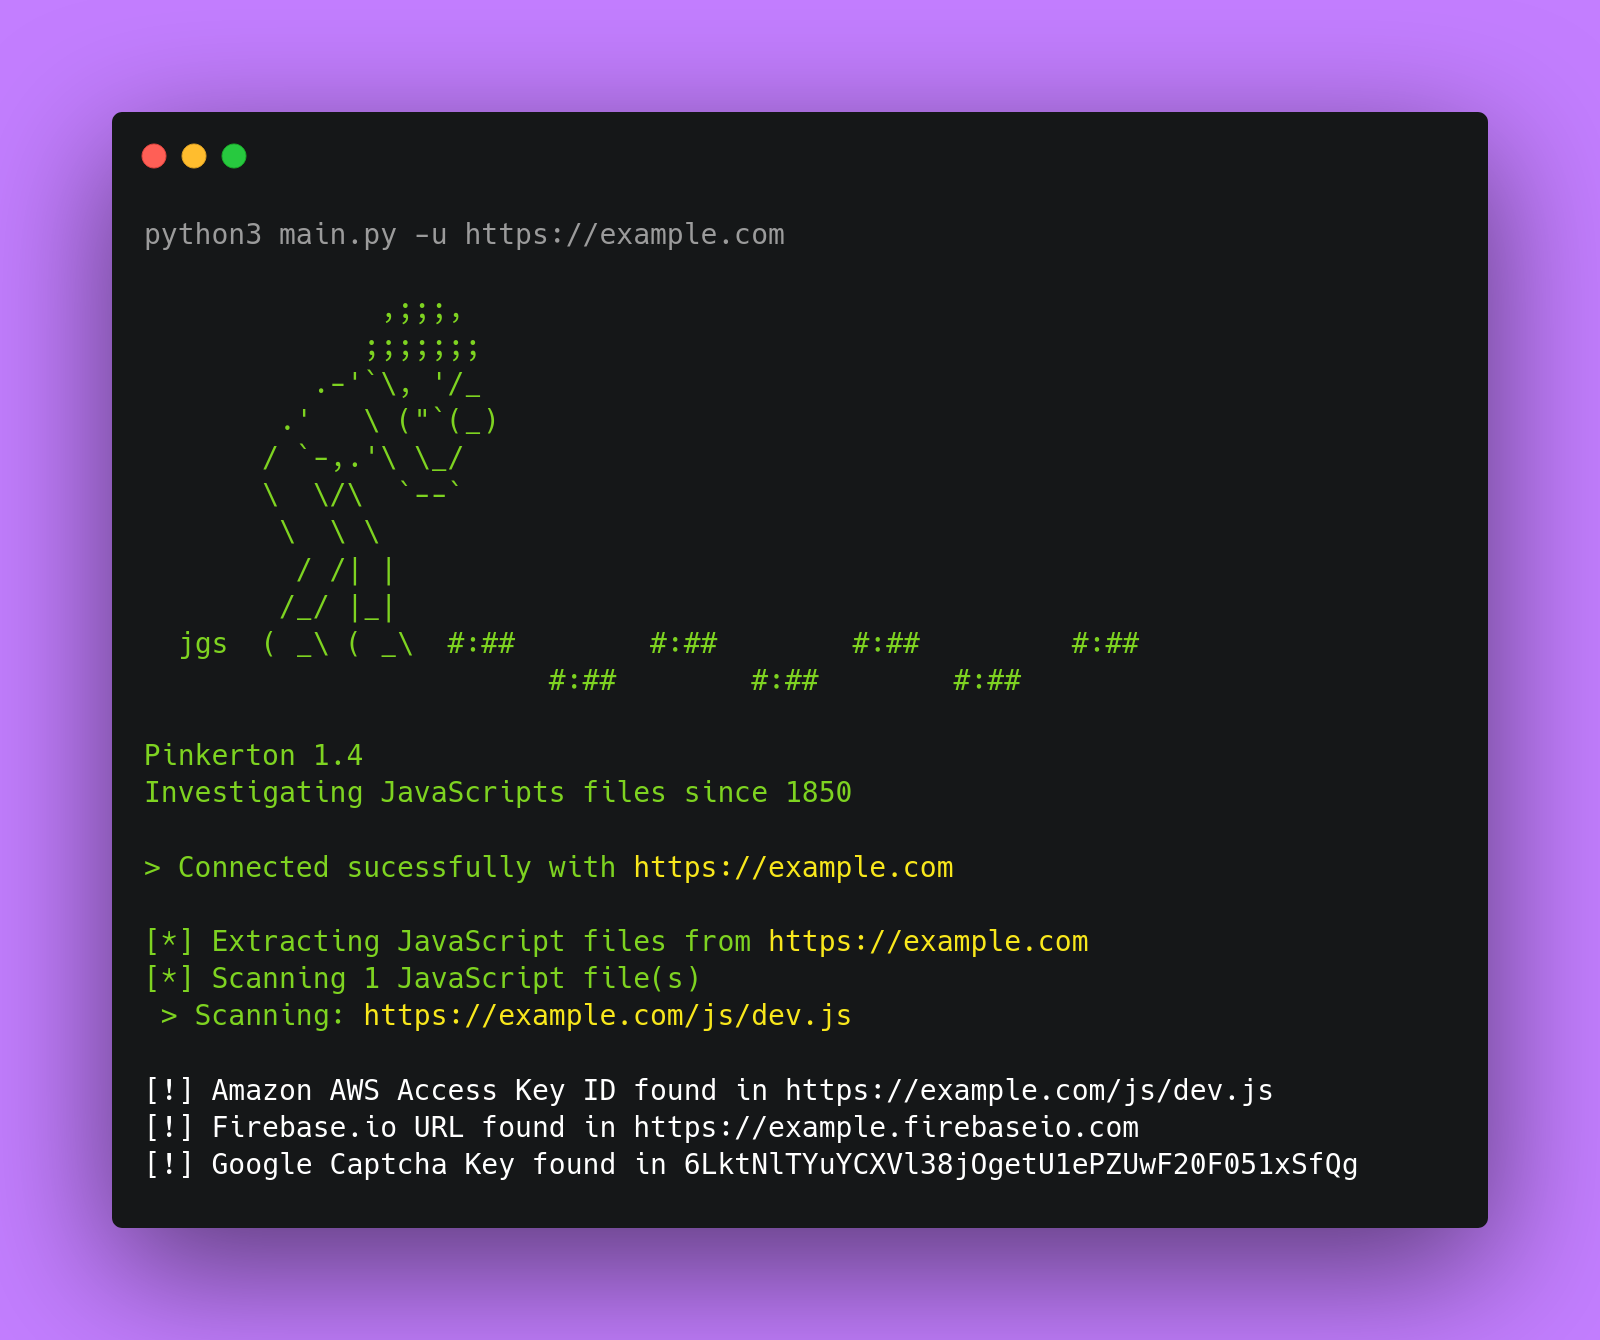 python3 main.py -u https://example.com
              ,;;;,
             ;;;;;;;
          .-'`\, '/_
        .'   \ ("`(_)
       / `-,.'\ \_/
       \  \/\  `--`
        \  \ \
         / /| |
        /_/ |_|
  jgs  ( _\ ( _\  #:##        #:##        #:##         #:##
                        #:##        #:##        #:##
Pinkerton 1.4
Investigating JavaScripts files since 1850
> Connected sucessfully with https://example.com
[*] Extracting JavaScript files from https://example.com
[*] Scanning 1 JavaScript file(s)
 > Scanning: https://example.com/js/dev.js
[!] Amazon AWS Access Key ID found in https://example.com/js/dev.js
[!] Firebase.io URL found in https://example.firebaseio.com
[!] Google Captcha Key found in 6LktNlTYuYCXVl38jOgetU1ePZUwF20F051xSfQg